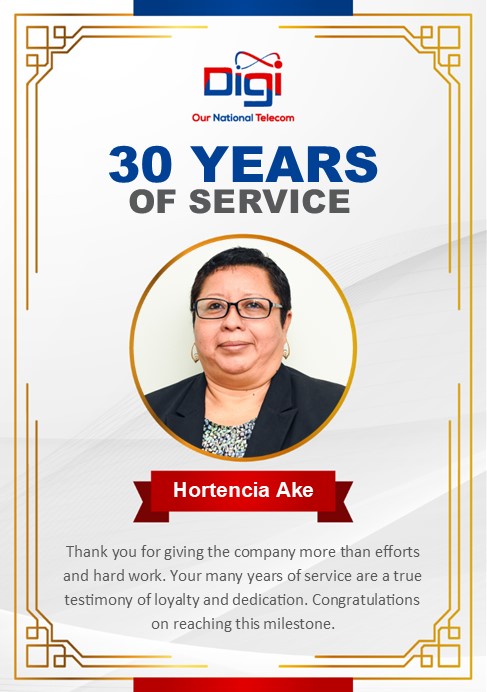 Digi
Our National Telecom
30 YEARS
OF SERVICE
Hortencia Ake
Thank you for giving the company more than efforts
and hard work. Your many years of service are a true
testimony of loyalty and dedication. Congratulations
on reaching this milestone.